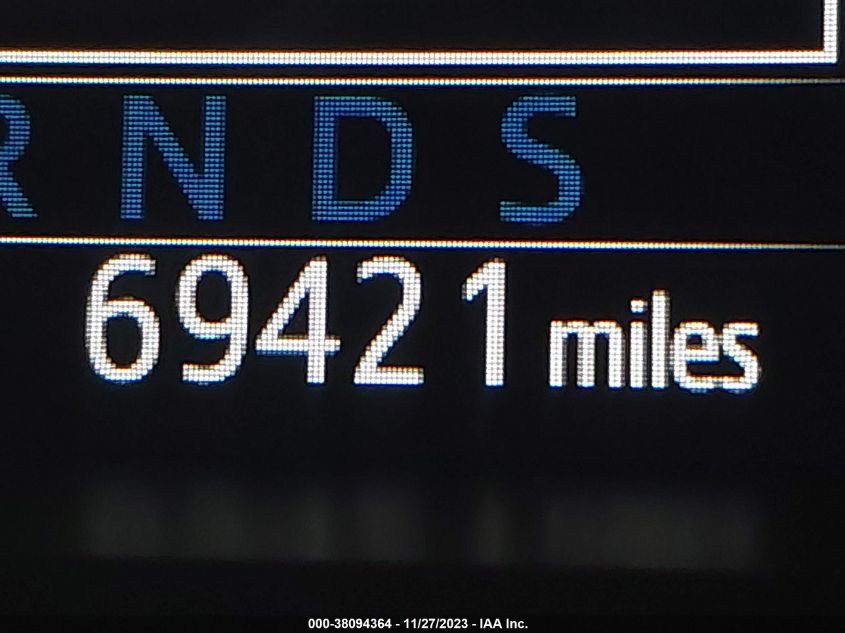 R N D S
69421 miles
000-38094364 - 11/27/2023 - IAA Inc.